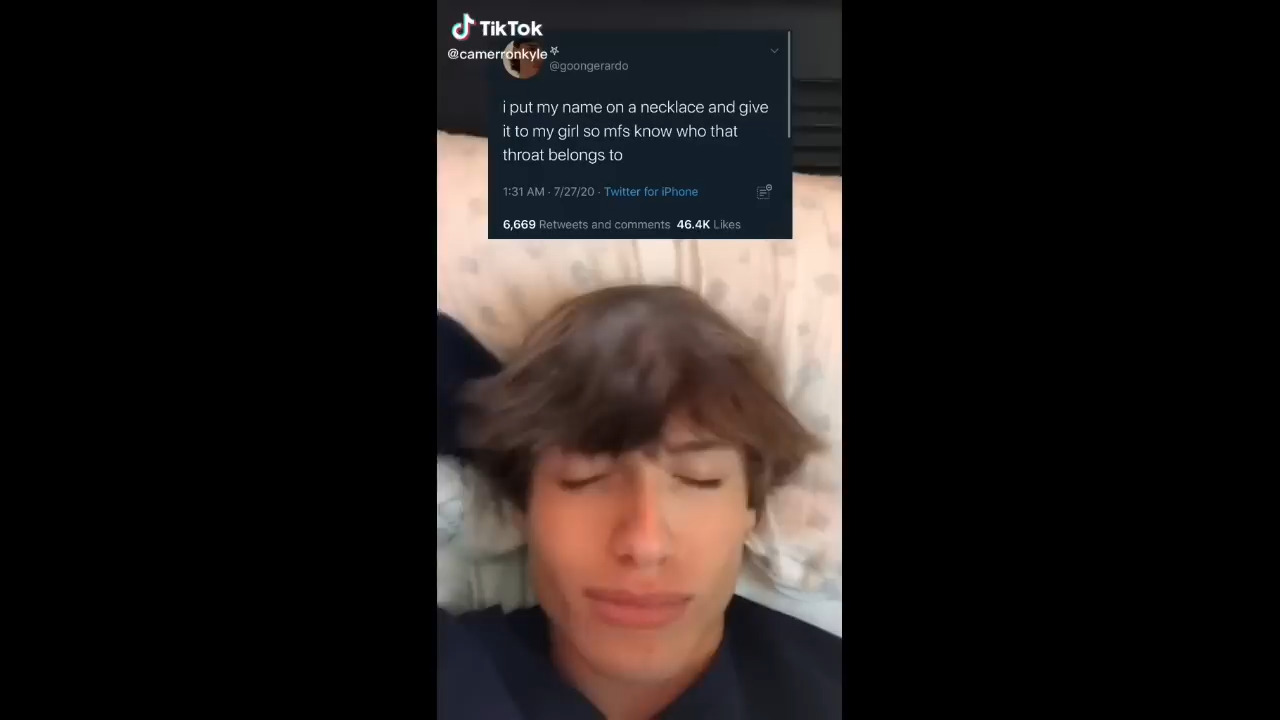 TikTok
@camerronkyle
@goongerardo
i put my name on a necklace and give
it to my girl so mfs know who that
throat belongs to
1:31 AM · 7/27/20 · Twitter for iPhone
6,669 Retweets and comments 46.4K Likes